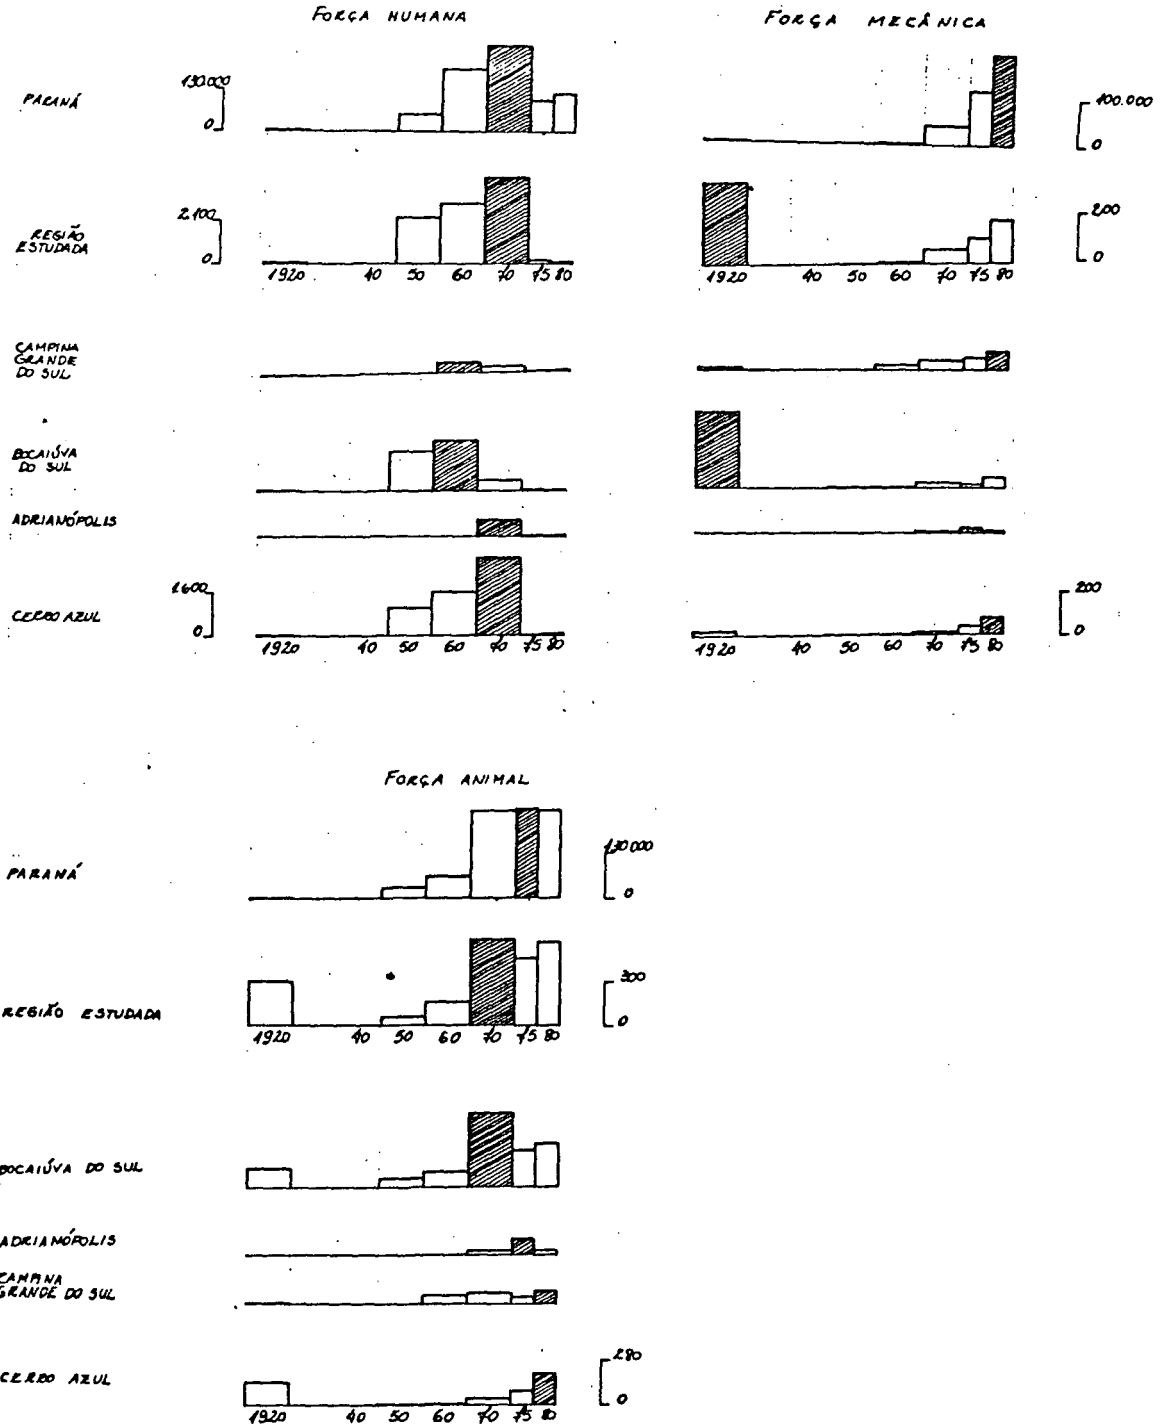 FORÇA HUMANA
FORÇA MECÂNICA
PARANÁ
130.000
0
100.000
0
REGIÃO
ESTUDADA
2.100
0
200
0
1920 40 50 60 70 75 80
1920 40 50 60 70 75 80
CAMPINA
GRANDE
DO SUL
BOCAIÚVA
DO SUL
ADRIANÓPOLIS
CERRO AZUL
1600
0
200
0
1920 40 50 60 70 75 80
1920 40 50 60 70 75 80
FORÇA ANIMAL
PARANÁ
130000
0
REGIÃO ESTUDADA
300
0
1920 40 50 60 70 75 80
BOCAIÚVA DO SUL
ADRIANÓPOLIS
CAMPINA
GRANDE DO SUL
CERRO AZUL
280
0
1920 40 50 60 70 75 80